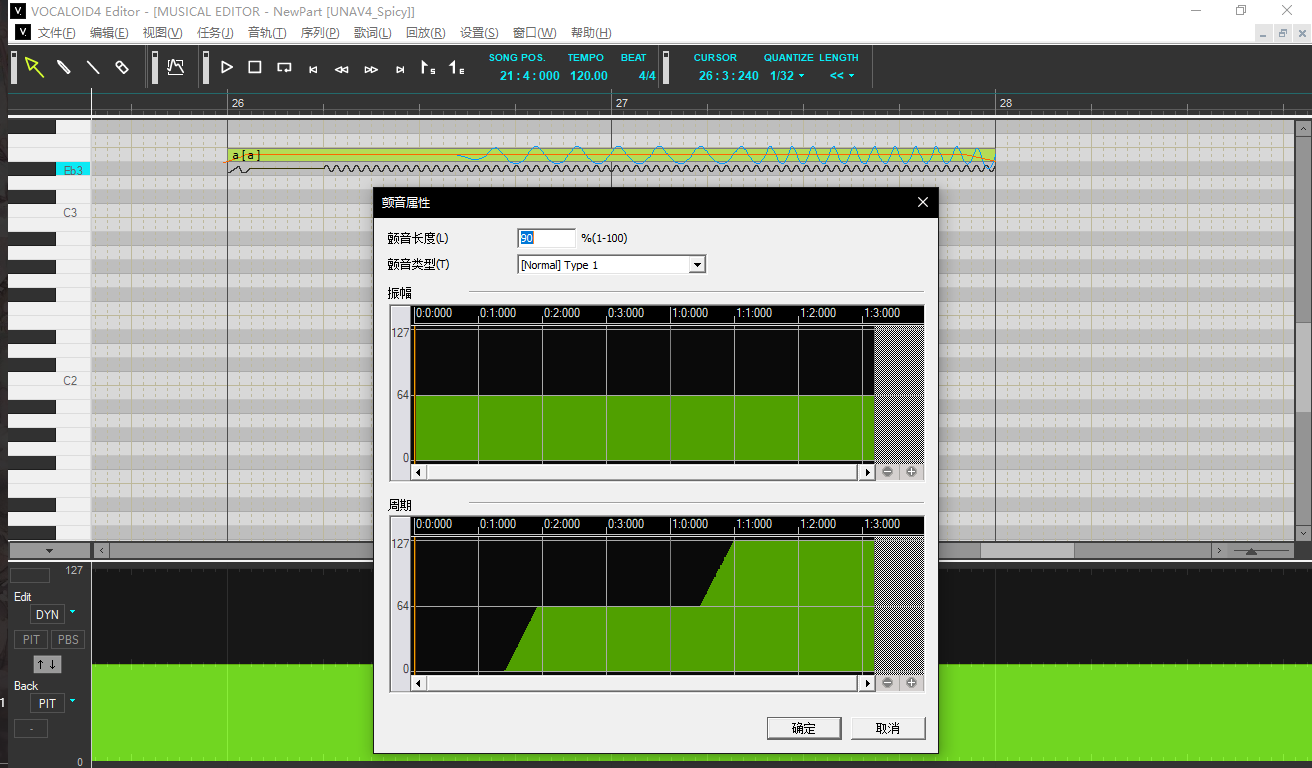 VOCALOID4 Editor - [MUSICAL EDITOR - NewPart [UNAV4_Spicy]]
文件(F) 编辑(E) 视图(V) 任务(J) 音轨(T) 序列(P) 歌词(L) 回放(R) 设置(S) 窗口(W) 帮助(H)
SONG POS. TEMPO BEAT CURSOR QUANTIZE LENGTH
21 : 4 : 000 120.00 4/4 26 : 3 : 240 1/32 <<
26 27 28
a [ a ]
Eb3
C3
C2
颤音属性
颤音长度(L) 90 %(1-100)
颤音类型(T) [Normal] Type 1
振幅
0:0:000 0:1:000 0:2:000 0:3:000 1:0:000 1:1:000 1:2:000 1:3:000
127
64
0
周期
0:0:000 0:1:000 0:2:000 0:3:000 1:0:000 1:1:000 1:2:000 1:3:000
127
64
0
确定 取消
127
Edit
DYN
PIT PBS
↑ ↓
Back
1
PIT
-
0